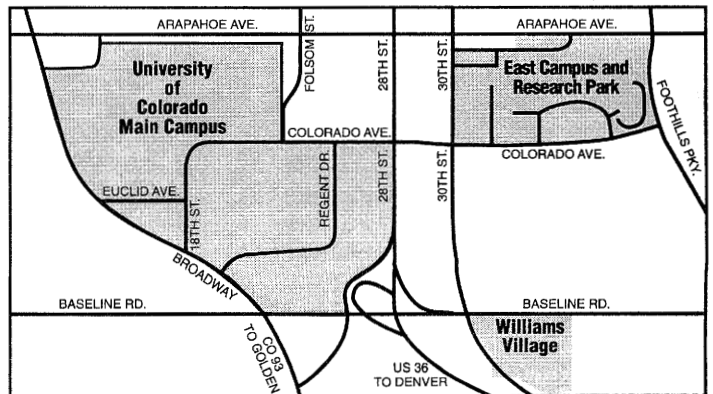 ARAPAHOE AVE.
ARAPAHOE AVE.
FOLSOM ST.
28TH ST.
30TH ST.
University
of
Colorado
Main Campus
East Campus and
Research Park
FOOTHILLS PKY.
COLORADO AVE.
COLORADO AVE.
EUCLID AVE.
18TH ST.
REGENT DR.
28TH ST.
30TH ST.
BROADWAY
BASELINE RD.
BASELINE RD.
CO 93
TO GOLDEN
US 36
TO DENVER
Williams
Village